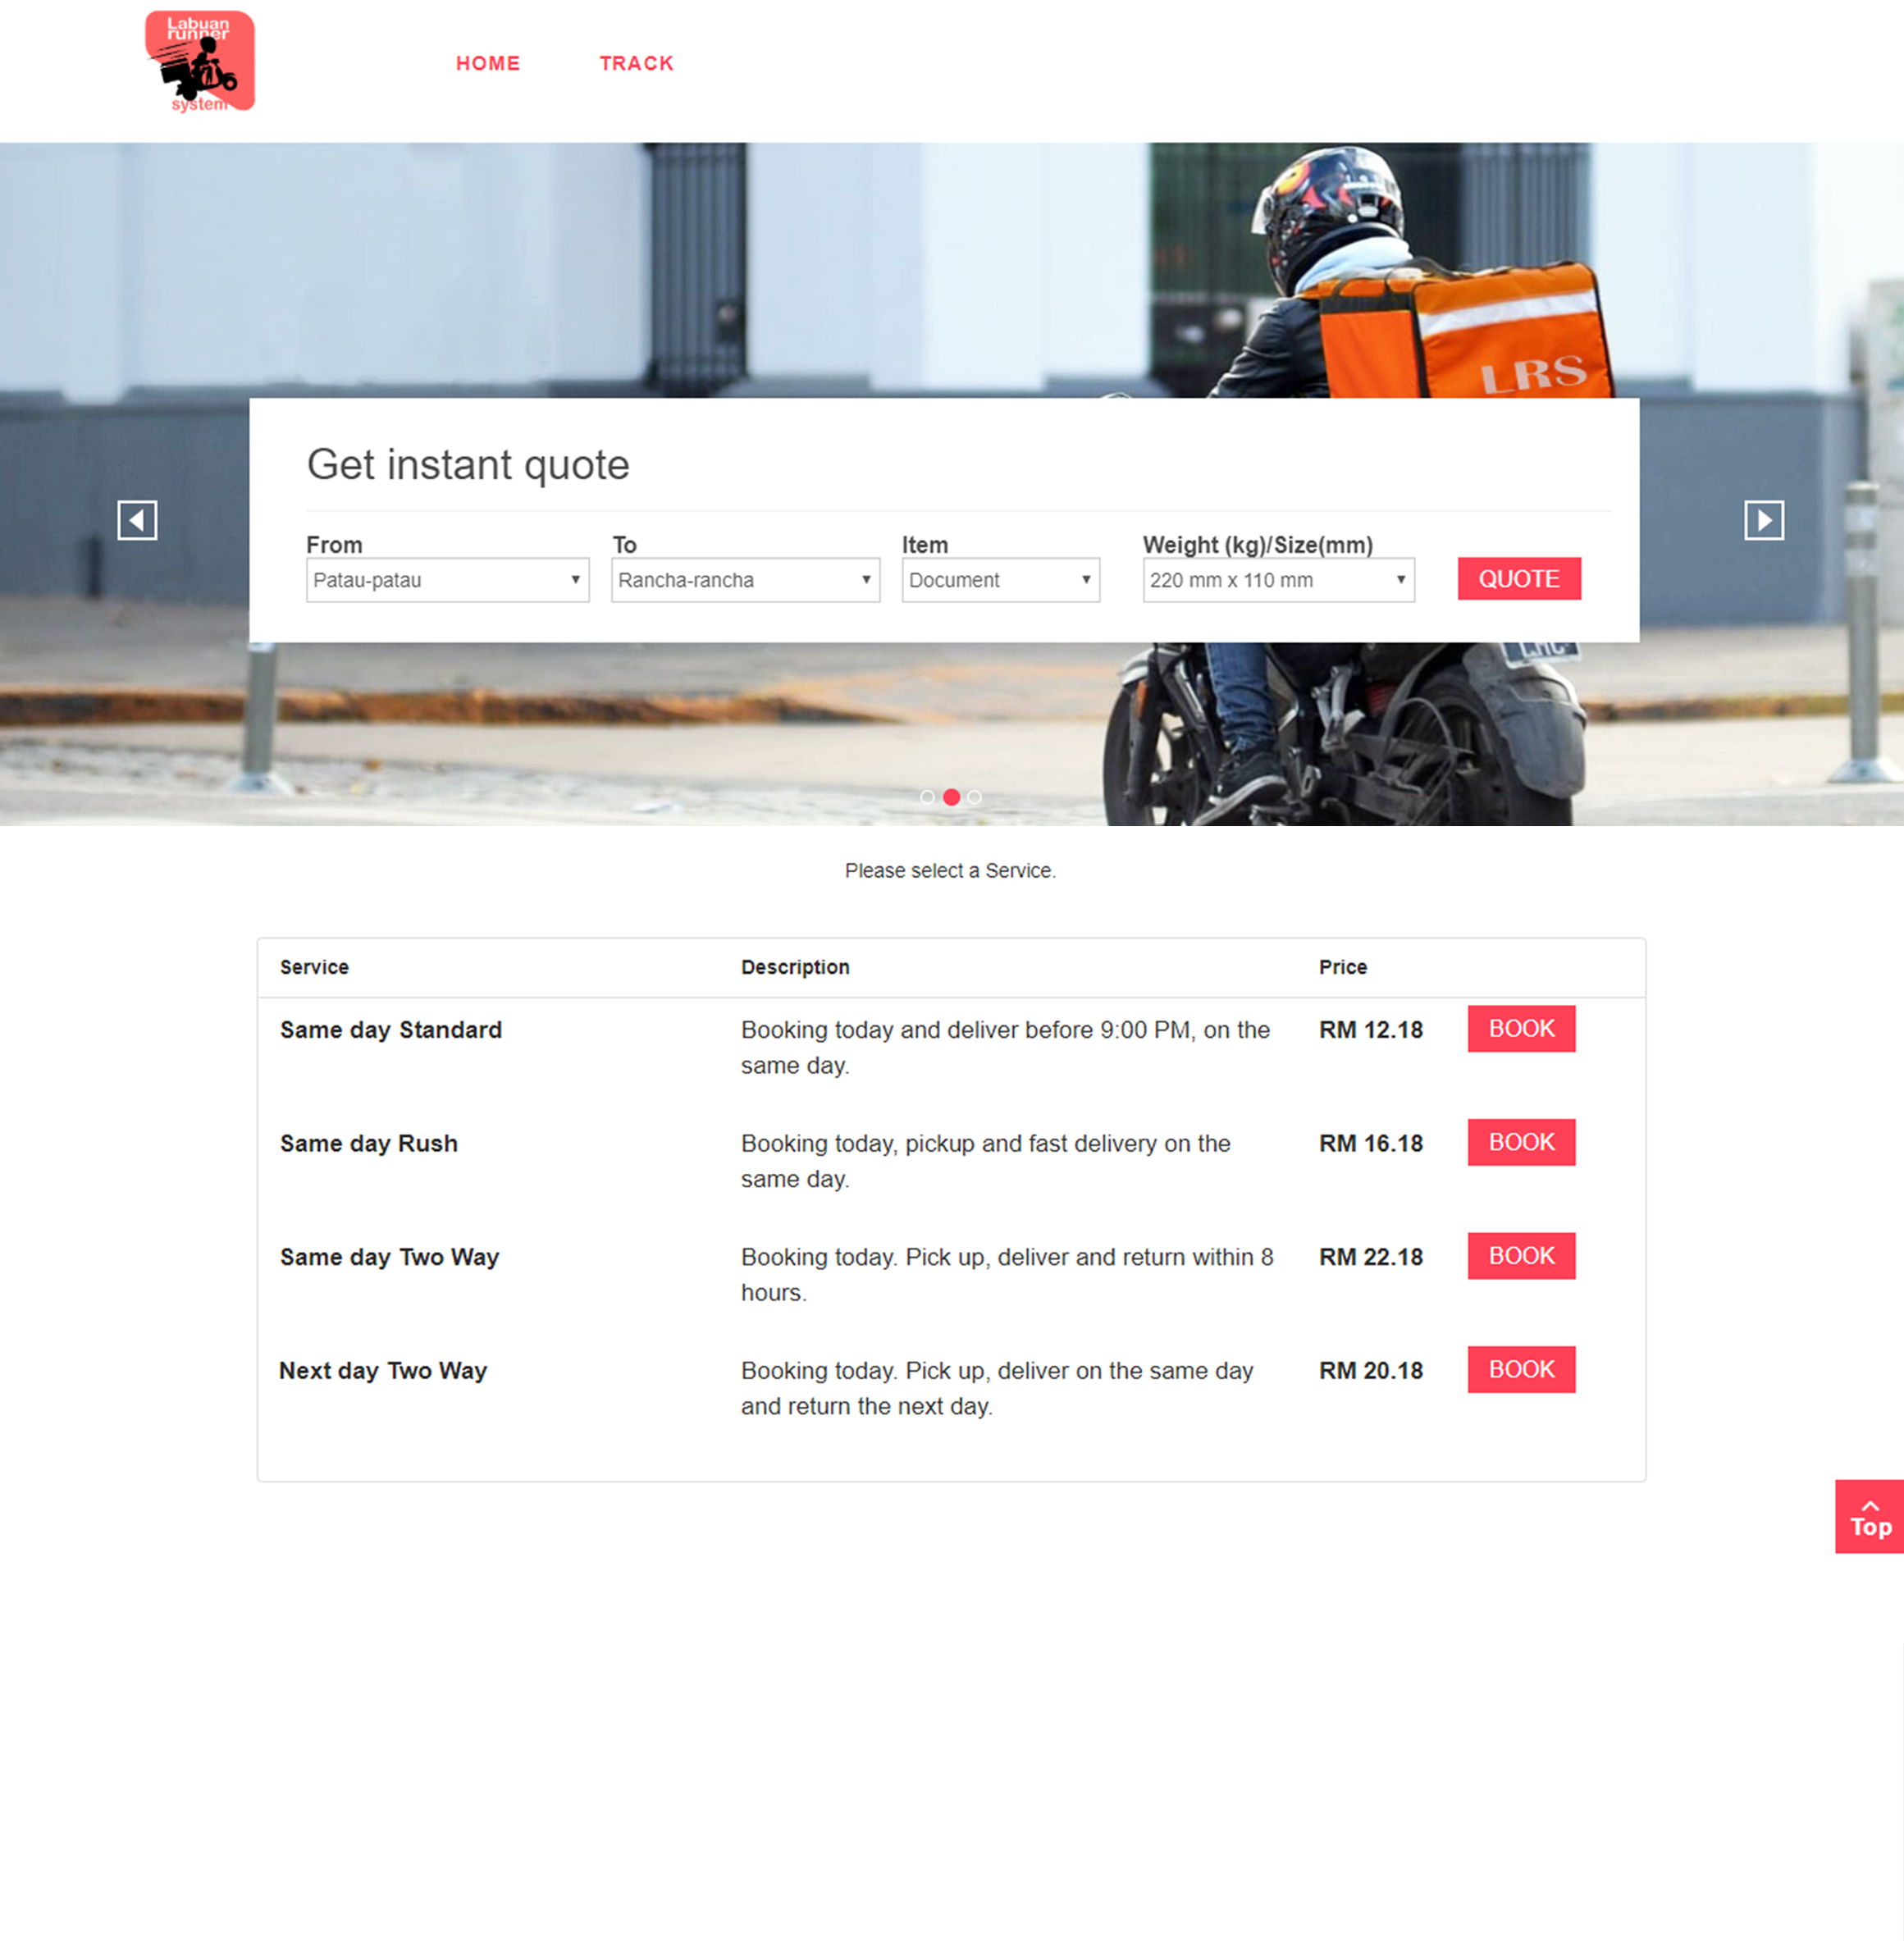 Labuan
runner
system
HOME TRACK
LRS
Get instant quote
From To Item Weight (kg)/Size(mm)
Patau-patau Rancha-rancha Document 220 mm x 110 mm QUOTE
Please select a Service.
Service Description Price
Same day Standard Booking today and deliver before 9:00 PM, on the RM 12.18 BOOK
same day.
Same day Rush Booking today, pickup and fast delivery on the RM 16.18 BOOK
same day.
Same day Two Way Booking today. Pick up, deliver and return within 8 RM 22.18 BOOK
hours.
Next day Two Way Booking today. Pick up, deliver on the same day RM 20.18 BOOK
and return the next day.
Top